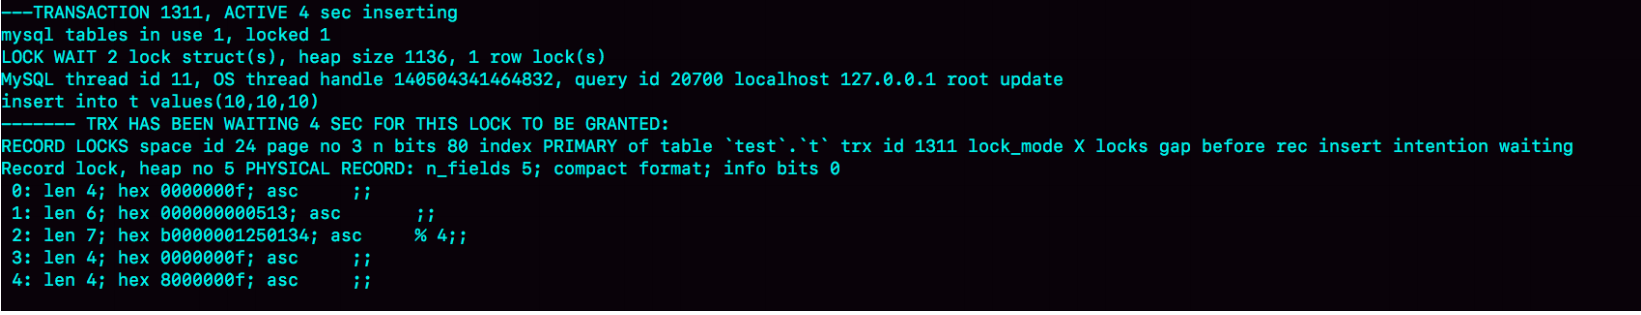 ---TRANSACTION 1311, ACTIVE 4 sec inserting
mysql tables in use 1, locked 1
LOCK WAIT 2 lock struct(s), heap size 1136, 1 row lock(s)
MySQL thread id 11, OS thread handle 140504341464832, query id 20700 localhost 127.0.0.1 root update
insert into t values(10,10,10)
------- TRX HAS BEEN WAITING 4 SEC FOR THIS LOCK TO BE GRANTED:
RECORD LOCKS space id 24 page no 3 n bits 80 index PRIMARY of table `test`.`t` trx id 1311 lock_mode X locks gap before rec insert intention waiting
Record lock, heap no 5 PHYSICAL RECORD: n_fields 5; compact format; info bits 0
 0: len 4; hex 0000000f; asc     ;;
 1: len 6; hex 000000000513; asc       ;;
 2: len 7; hex b0000001250134; asc     % 4;;
 3: len 4; hex 0000000f; asc     ;;
 4: len 4; hex 8000000f; asc     ;;